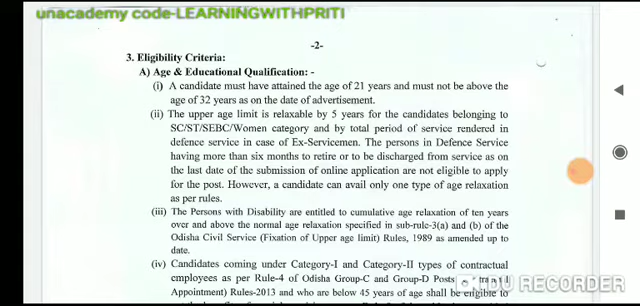 unacademy code-LEARNINGWITHPRITI
-2-
3. Eligibility Criteria:
A) Age & Educational Qualification: -
(i) A candidate must have attained the age of 21 years and must not be above the
age of 32 years as on the date of advertisement.
(ii) The upper age limit is relaxable by 5 years for the candidates belonging to
SC/ST/SEBC/Women category and by total period of service rendered in
defence service in case of Ex-Servicemen. The persons in Defence Service
having more than six months to retire or to be discharged from service as on
the last date of the submission of online application are not eligible to apply
for the post. However, a candidate can avail only one type of age relaxation
as per rules.
(iii) The Persons with Disability are entitled to cumulative age relaxation of ten years
over and above the normal age relaxation specified in sub-rule-3(a) and (b) of the
Odisha Civil Service (Fixation of Upper age limit) Rules, 1989 as amended up to
date.
(iv) Candidates coming under Category-I and Category-II types of contractual
employees as per Rule-4 of Odisha Group-C and Group-D Posts
Appointment) Rules-2013 and who are below 45 years of age shall be eligible to
DU RECORDER